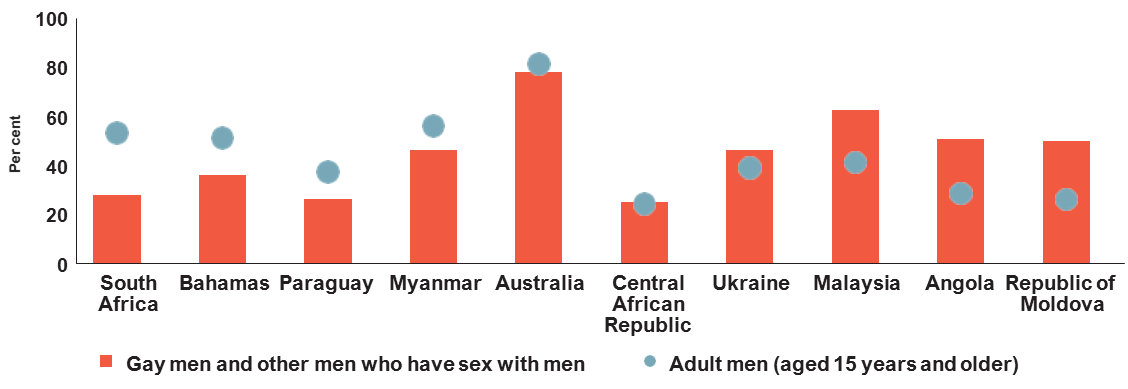 100
80
60
40
20
0
Per cent
South Africa
Bahamas
Paraguay
Myanmar
Australia
Central African Republic
Ukraine
Malaysia
Angola
Republic of Moldova
Gay men and other men who have sex with men
Adult men (aged 15 years and older)